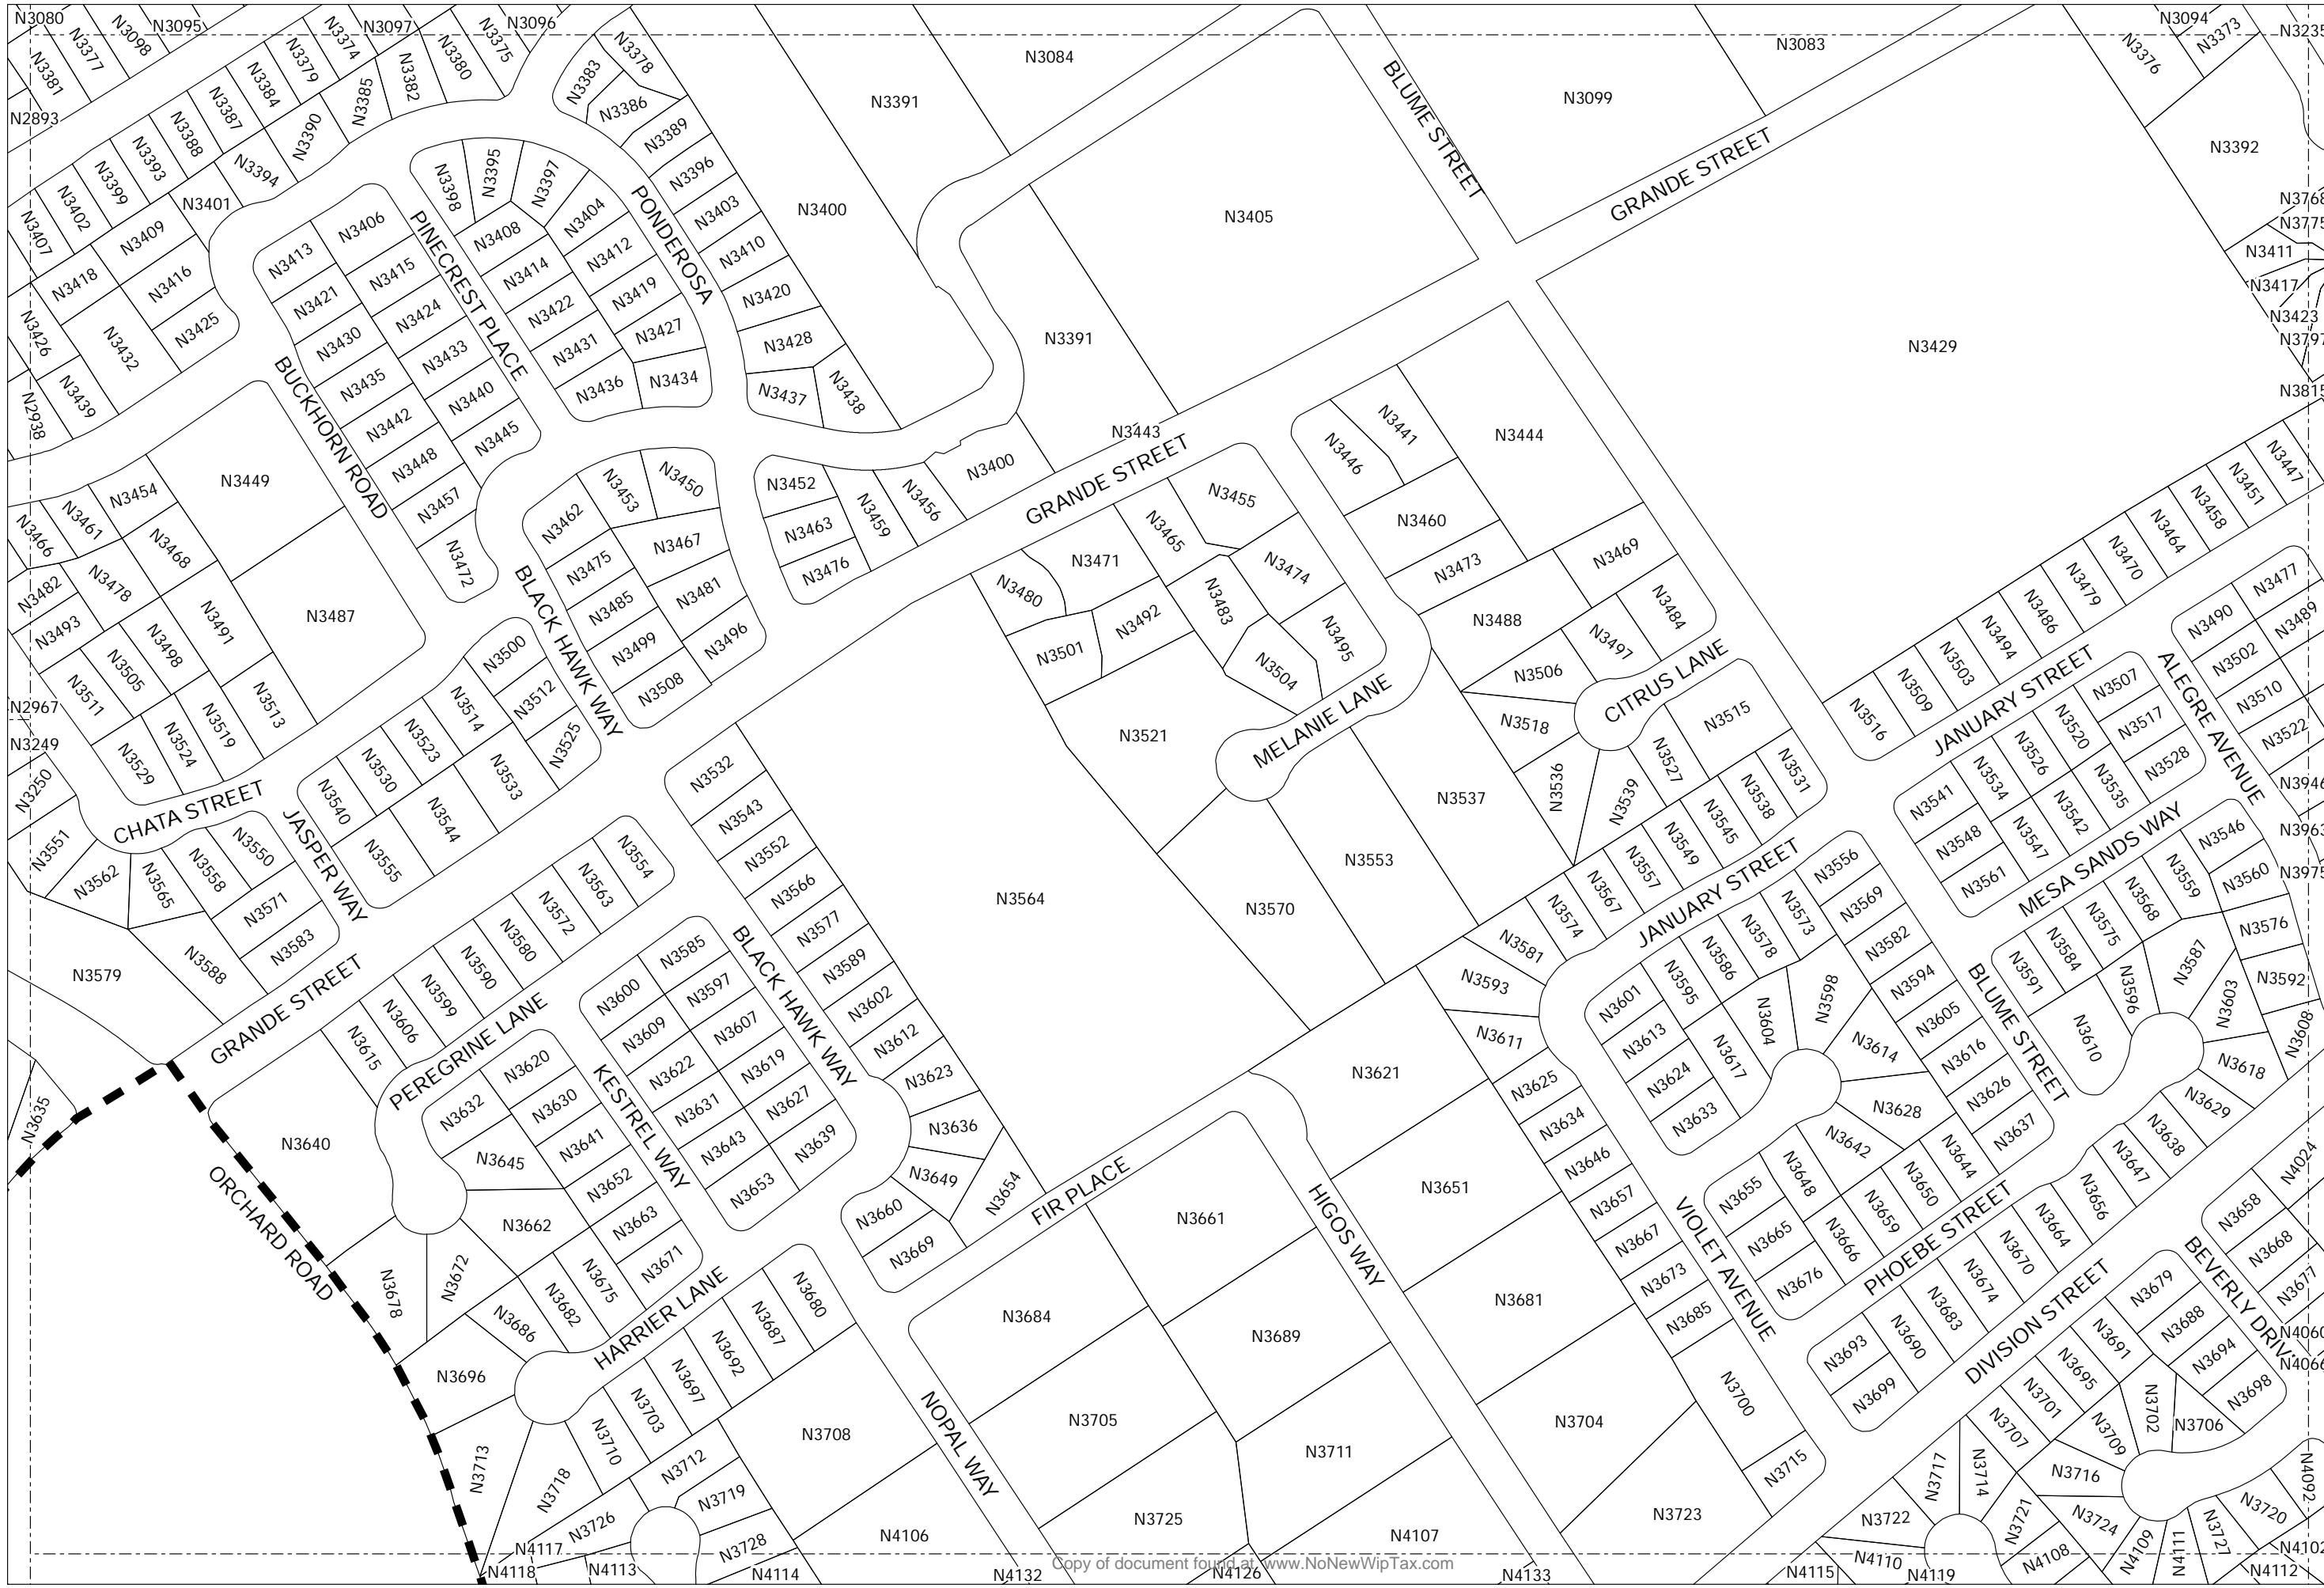 N3080
N3095
N3097
N3096
N3098
N3377
N3381
N2893
N3374
N3379
N3384
N3387
N3388
N3393
N3399
N3402
N3407
N3382
N3380
N3375
N3385
N3390
N3394
N3401
N3383
N3378
N3386
N3389
N3396
N3403
N3410
N3420
N3428
N3437
N3438
N3084
N3391
N3400
N3405
BLUME STREET
N3083
N3099
GRANDE STREET
N3094
N3373
N3376
N3392
N3411
N3417
N3423
N3429
N3409
N3416
N3418
N3425
N3426
N3432
N3439
N2938
N3413
N3406
N3421
N3415
N3430
N3424
N3435
N3433
N3442
N3440
N3448
N3445
N3457
N3472
BUCKHORN ROAD
PINECREST PLACE
N3398
N3395
N3397
N3408
N3404
N3414
N3412
N3422
N3419
N3431
N3427
N3436
N3434
PONDEROSA
N3391
N3443
GRANDE STREET
N3400
N3452
N3463
N3476
N3459
N3456
N3446
N3441
N3444
N3460
N3473
N3469
N3488
N3484
N3497
N3506
N3518
N3536
N3539
N3527
N3515
CITRUS LANE
N3455
N3465
N3471
N3480
N3474
N3483
N3492
N3501
N3495
N3504
MELANIE LANE
N3521
N3537
N3553
N3570
N3564
N3449
N3487
N3454
N3461
N3466
N3468
N3478
N3482
N3493
N3491
N3498
N3505
N3511
N3513
N3519
N3524
N3529
N2967
N3249
N3250
CHATA STREET
N3551
N3562
N3565
N3558
N3550
N3571
N3583
N3588
N3579
JASPER WAY
N3462
N3453
N3450
N3467
N3475
N3481
N3485
N3499
N3496
N3508
BLACK HAWK WAY
N3500
N3512
N3514
N3523
N3525
N3530
N3533
N3540
N3544
N3555
GRANDE STREET
N3532
N3543
N3552
N3566
N3577
N3589
N3602
N3612
N3623
N3636
N3649
N3654
N3660
N3669
BLACK HAWK WAY
N3554
N3563
N3572
N3580
N3590
N3599
N3606
N3615
PEREGRINE LANE
N3585
N3600
N3597
N3609
N3607
N3622
N3619
N3631
N3627
N3643
N3639
N3653
KESTREL WAY
N3620
N3632
N3630
N3645
N3641
N3652
N3662
N3663
N3671
N3675
N3682
N3686
N3672
N3678
N3640
N3635
ORCHARD ROAD
HARRIER LANE
N3680
N3687
N3692
N3697
N3703
N3710
N3696
N3713
N3718
N3712
N3708
N3719
N3726
N3728
N4117
N4118
N4113
N4114
N4106
FIR PLACE
N3661
N3684
N3689
N3705
N3711
N3725
N4107
N4132
N4126
N4133
NOPAL WAY
HIGOS WAY
N3621
N3651
N3681
N3704
N3723
N3447
N3451
N3458
N3464
N3470
N3479
N3486
N3494
N3503
N3509
N3516
JANUARY STREET
N3477
N3490
N3489
N3502
N3510
N3522
ALEGRE AVENUE
N3507
N3517
N3520
N3526
N3528
N3534
N3535
N3541
N3542
N3547
N3548
N3561
MESA SANDS WAY
N3546
N3559
N3560
N3568
N3575
N3576
N3584
N3587
N3591
N3592
N3596
N3603
N3608
N3610
N3618
N3629
N3638
N3647
N3656
N3664
N3670
N3674
N3683
N3690
N3693
N3699
N3531
N3538
N3545
N3549
N3557
N3567
N3574
N3581
N3593
N3611
JANUARY STREET
N3556
N3569
N3573
N3578
N3582
N3586
N3594
N3595
N3598
N3601
N3604
N3605
N3613
N3614
N3616
N3617
N3624
N3626
N3628
N3633
N3637
N3642
N3644
N3648
N3650
N3655
N3659
N3665
N3666
N3676
BLUME STREET
PHOEBE STREET
N3625
N3634
N3646
N3657
N3667
N3673
N3685
N3700
N3715
VIOLET AVENUE
DIVISION STREET
N4024
N3658
N3668
N3677
N3679
N3688
N3691
N3694
N3695
N3698
N3701
N3702
N3706
N3707
N3709
N3714
N3716
N3717
N3720
N3721
N3722
N3724
N3727
N4092
N4108
N4109
N4110
N4111
N4112
N4115
N4119
Copy of document found at www.NoNewWipTax.com